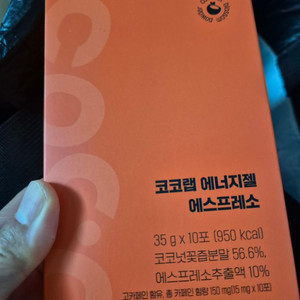 코코랩 에너지젤
에스프레소
35 g x 10포 (950 kcal)
코코넛꽃즙분말 56.6%,
에스프레소추출액 10%
고카페인 함유, 총 카페인 함량 150 mg(15 mg x 10포)